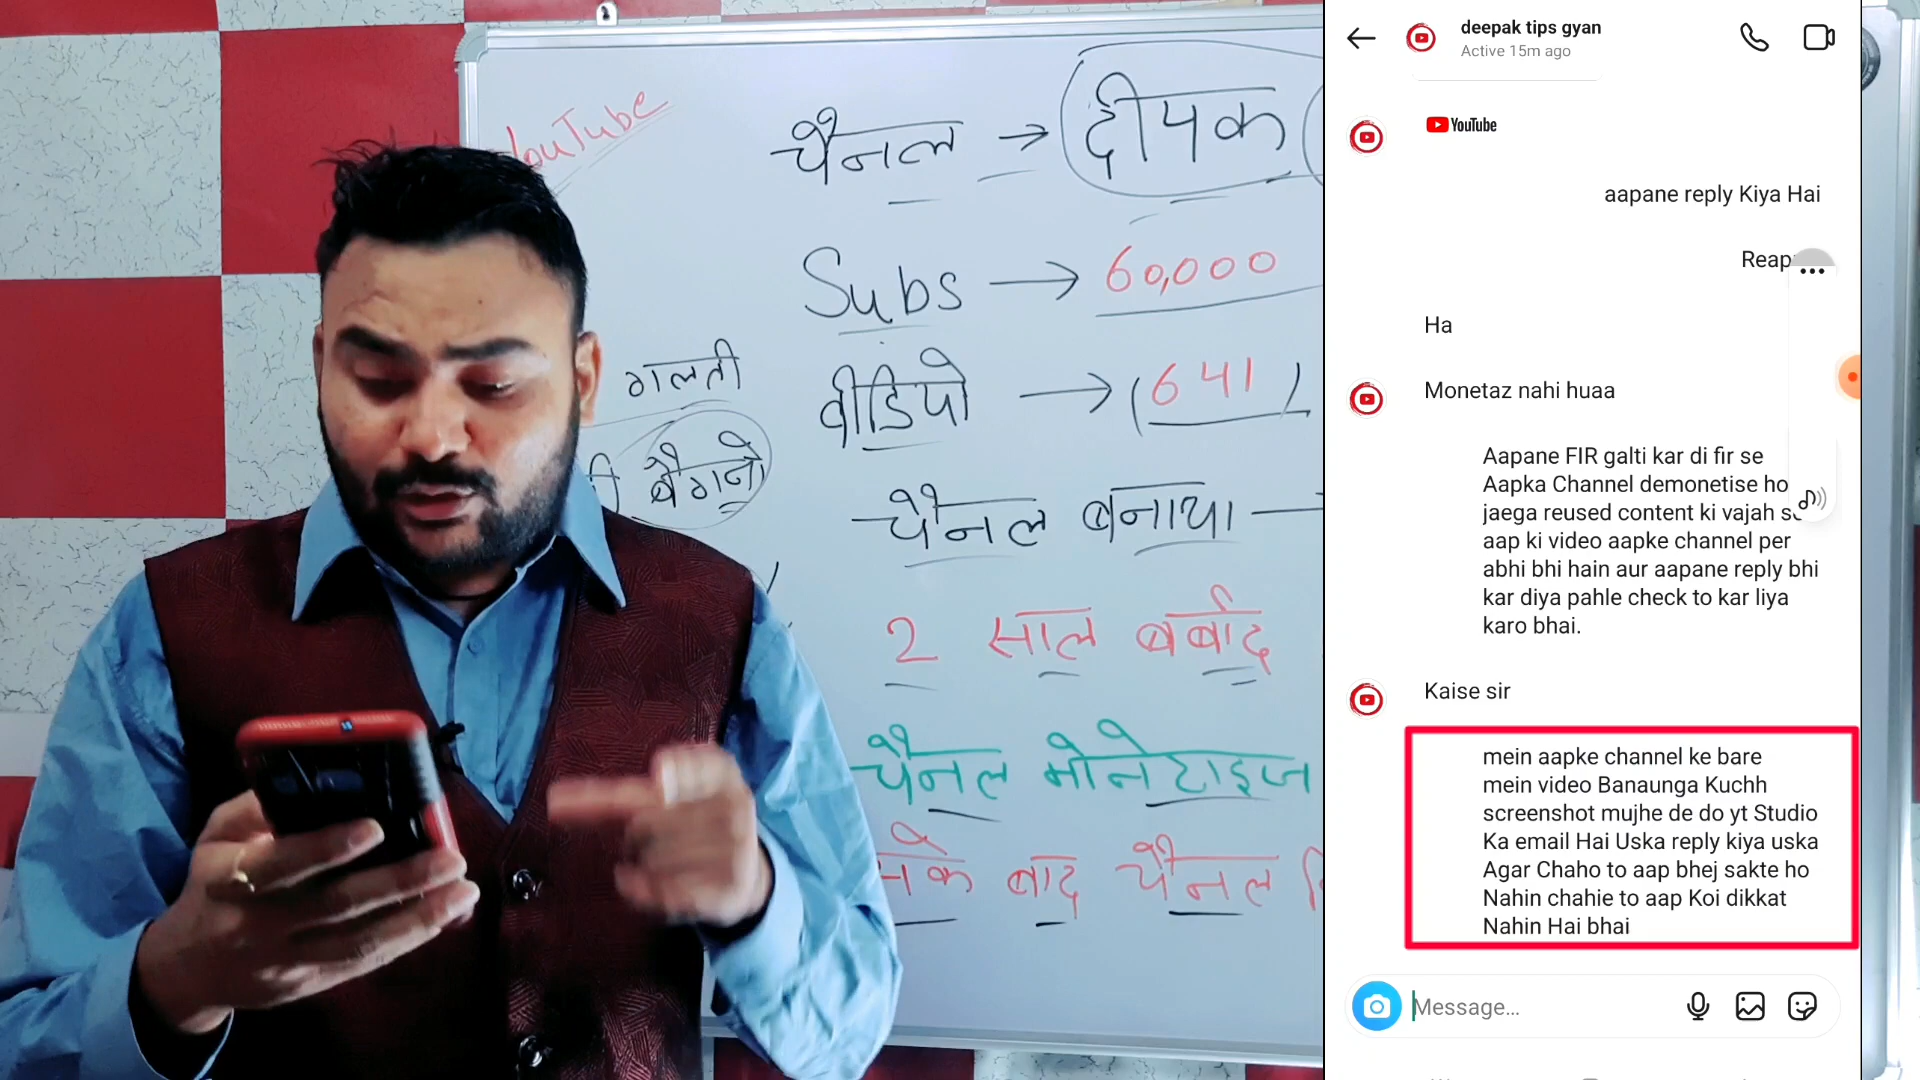 YouTube
चैनल → दीपक
Subs → 60,000
गलती
वीडियो → (641)
बैगनी
चैनल बनाया
2 साल बर्बाद
चैनल मोनेटाइज
बाद चैनल
deepak tips gyan
Active 15m ago
YouTube
aapane reply Kiya Hai
Reap
Ha
Monetaz nahi huaa
Aapane FIR galti kar di fir se
Aapka Channel demonetise ho
jaega reused content ki vajah se
aap ki video aapke channel per
abhi bhi hain aur aapane reply bhi
kar diya pahle check to kar liya
karo bhai.
Kaise sir
mein aapke channel ke bare
mein video Banaunga Kuchh
screenshot mujhe de do yt Studio
Ka email Hai Uska reply kiya uska
Agar Chaho to aap bhej sakte ho
Nahin chahie to aap Koi dikkat
Nahin Hai bhai
Message...